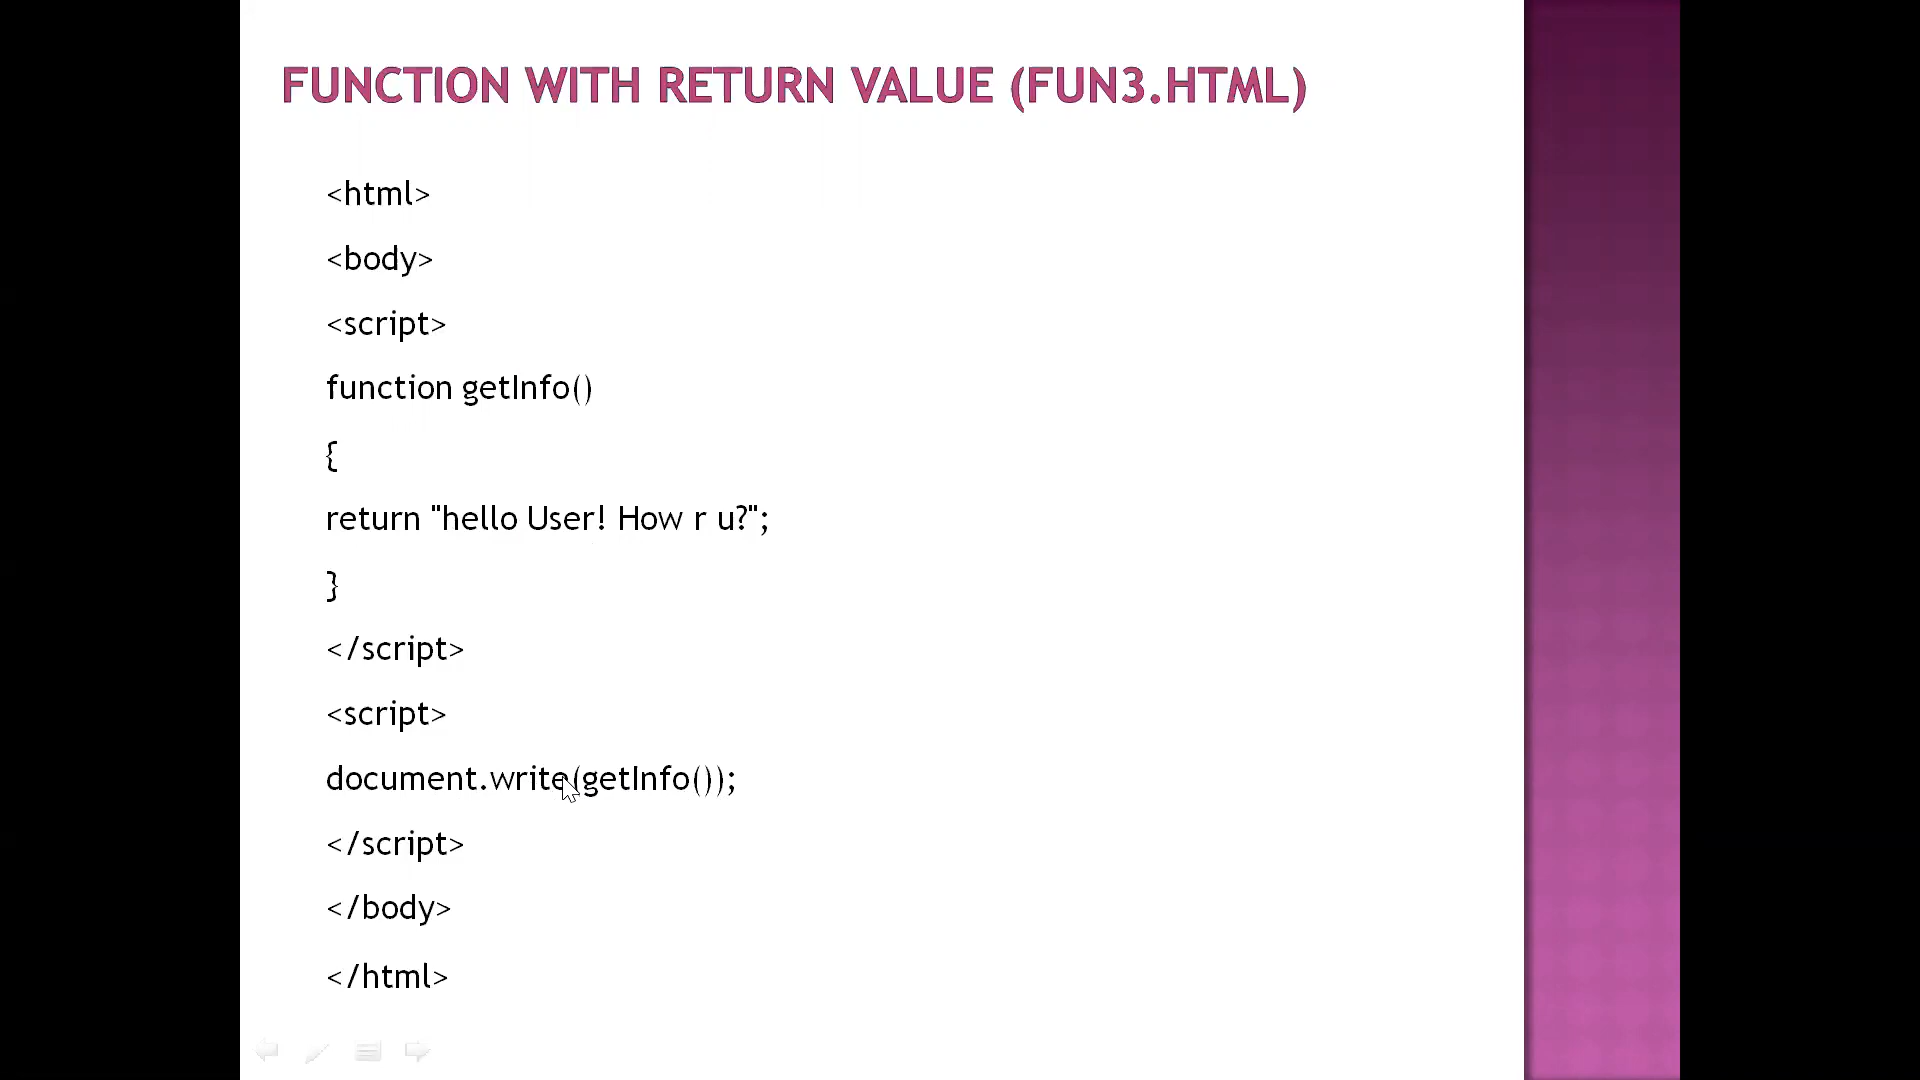 FUNCTION WITH RETURN VALUE (FUN3.HTML)
<html>
<body>
<script>
function getInfo()
{
return "hello User! How r u?";
}
</script>
<script>
document.write(getInfo());
</script>
</body>
</html>